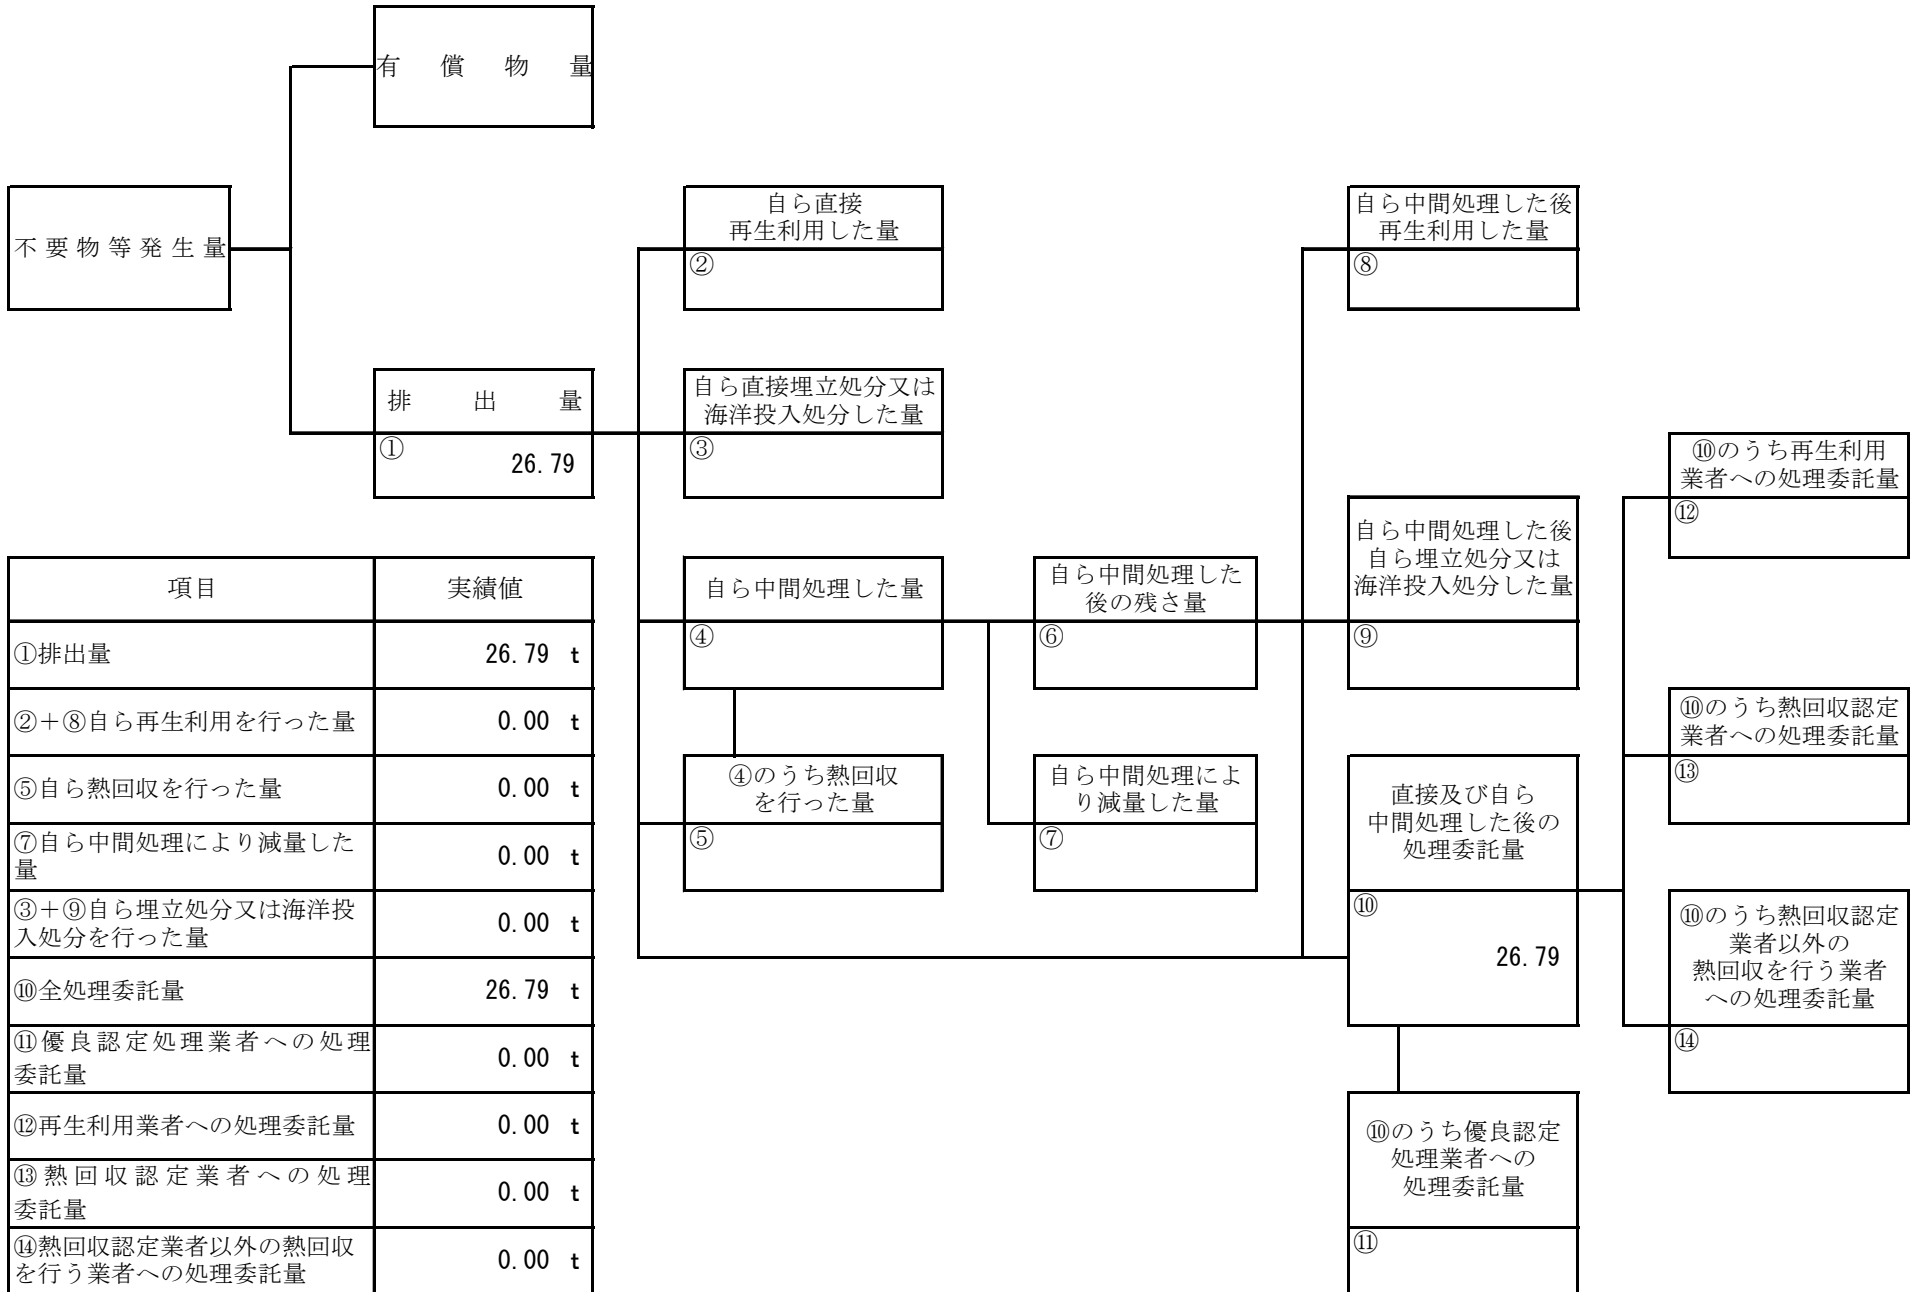 有償物量
不要物等発生量
自ら直接
再生利用した量
②
自ら中間処理した後
再生利用した量
⑧
排出量
①
26.79
自ら直接埋立処分又は
海洋投入処分した量
③
⑩のうち再生利用
業者への処理委託量
⑫
自ら中間処理した後
自ら埋立処分又は
海洋投入処分した量
⑨
自ら中間処理した量
④
自ら中間処理した
後の残さ量
⑥
⑩のうち熱回収認定
業者への処理委託量
⑬
④のうち熱回収
を行った量
⑤
自ら中間処理によ
り減量した量
⑦
直接及び自ら
中間処理した後の
処理委託量
⑩
26.79
⑩のうち熱回収認定
業者以外の
熱回収を行う業者
への処理委託量
⑭
⑩のうち優良認定
処理業者への
処理委託量
⑪
項目 実績値
①排出量 26.79 t
②+⑧自ら再生利用を行った量 0.00 t
⑤自ら熱回収を行った量 0.00 t
⑦自ら中間処理により減量した
量 0.00 t
③+⑨自ら埋立処分又は海洋投
入処分を行った量 0.00 t
⑩全処理委託量 26.79 t
⑪優良認定処理業者への処理
委託量 0.00 t
⑫再生利用業者への処理委託量 0.00 t
⑬熱回収認定業者への処理
委託量 0.00 t
⑭熱回収認定業者以外の熱回収
を行う業者への処理委託量 0.00 t